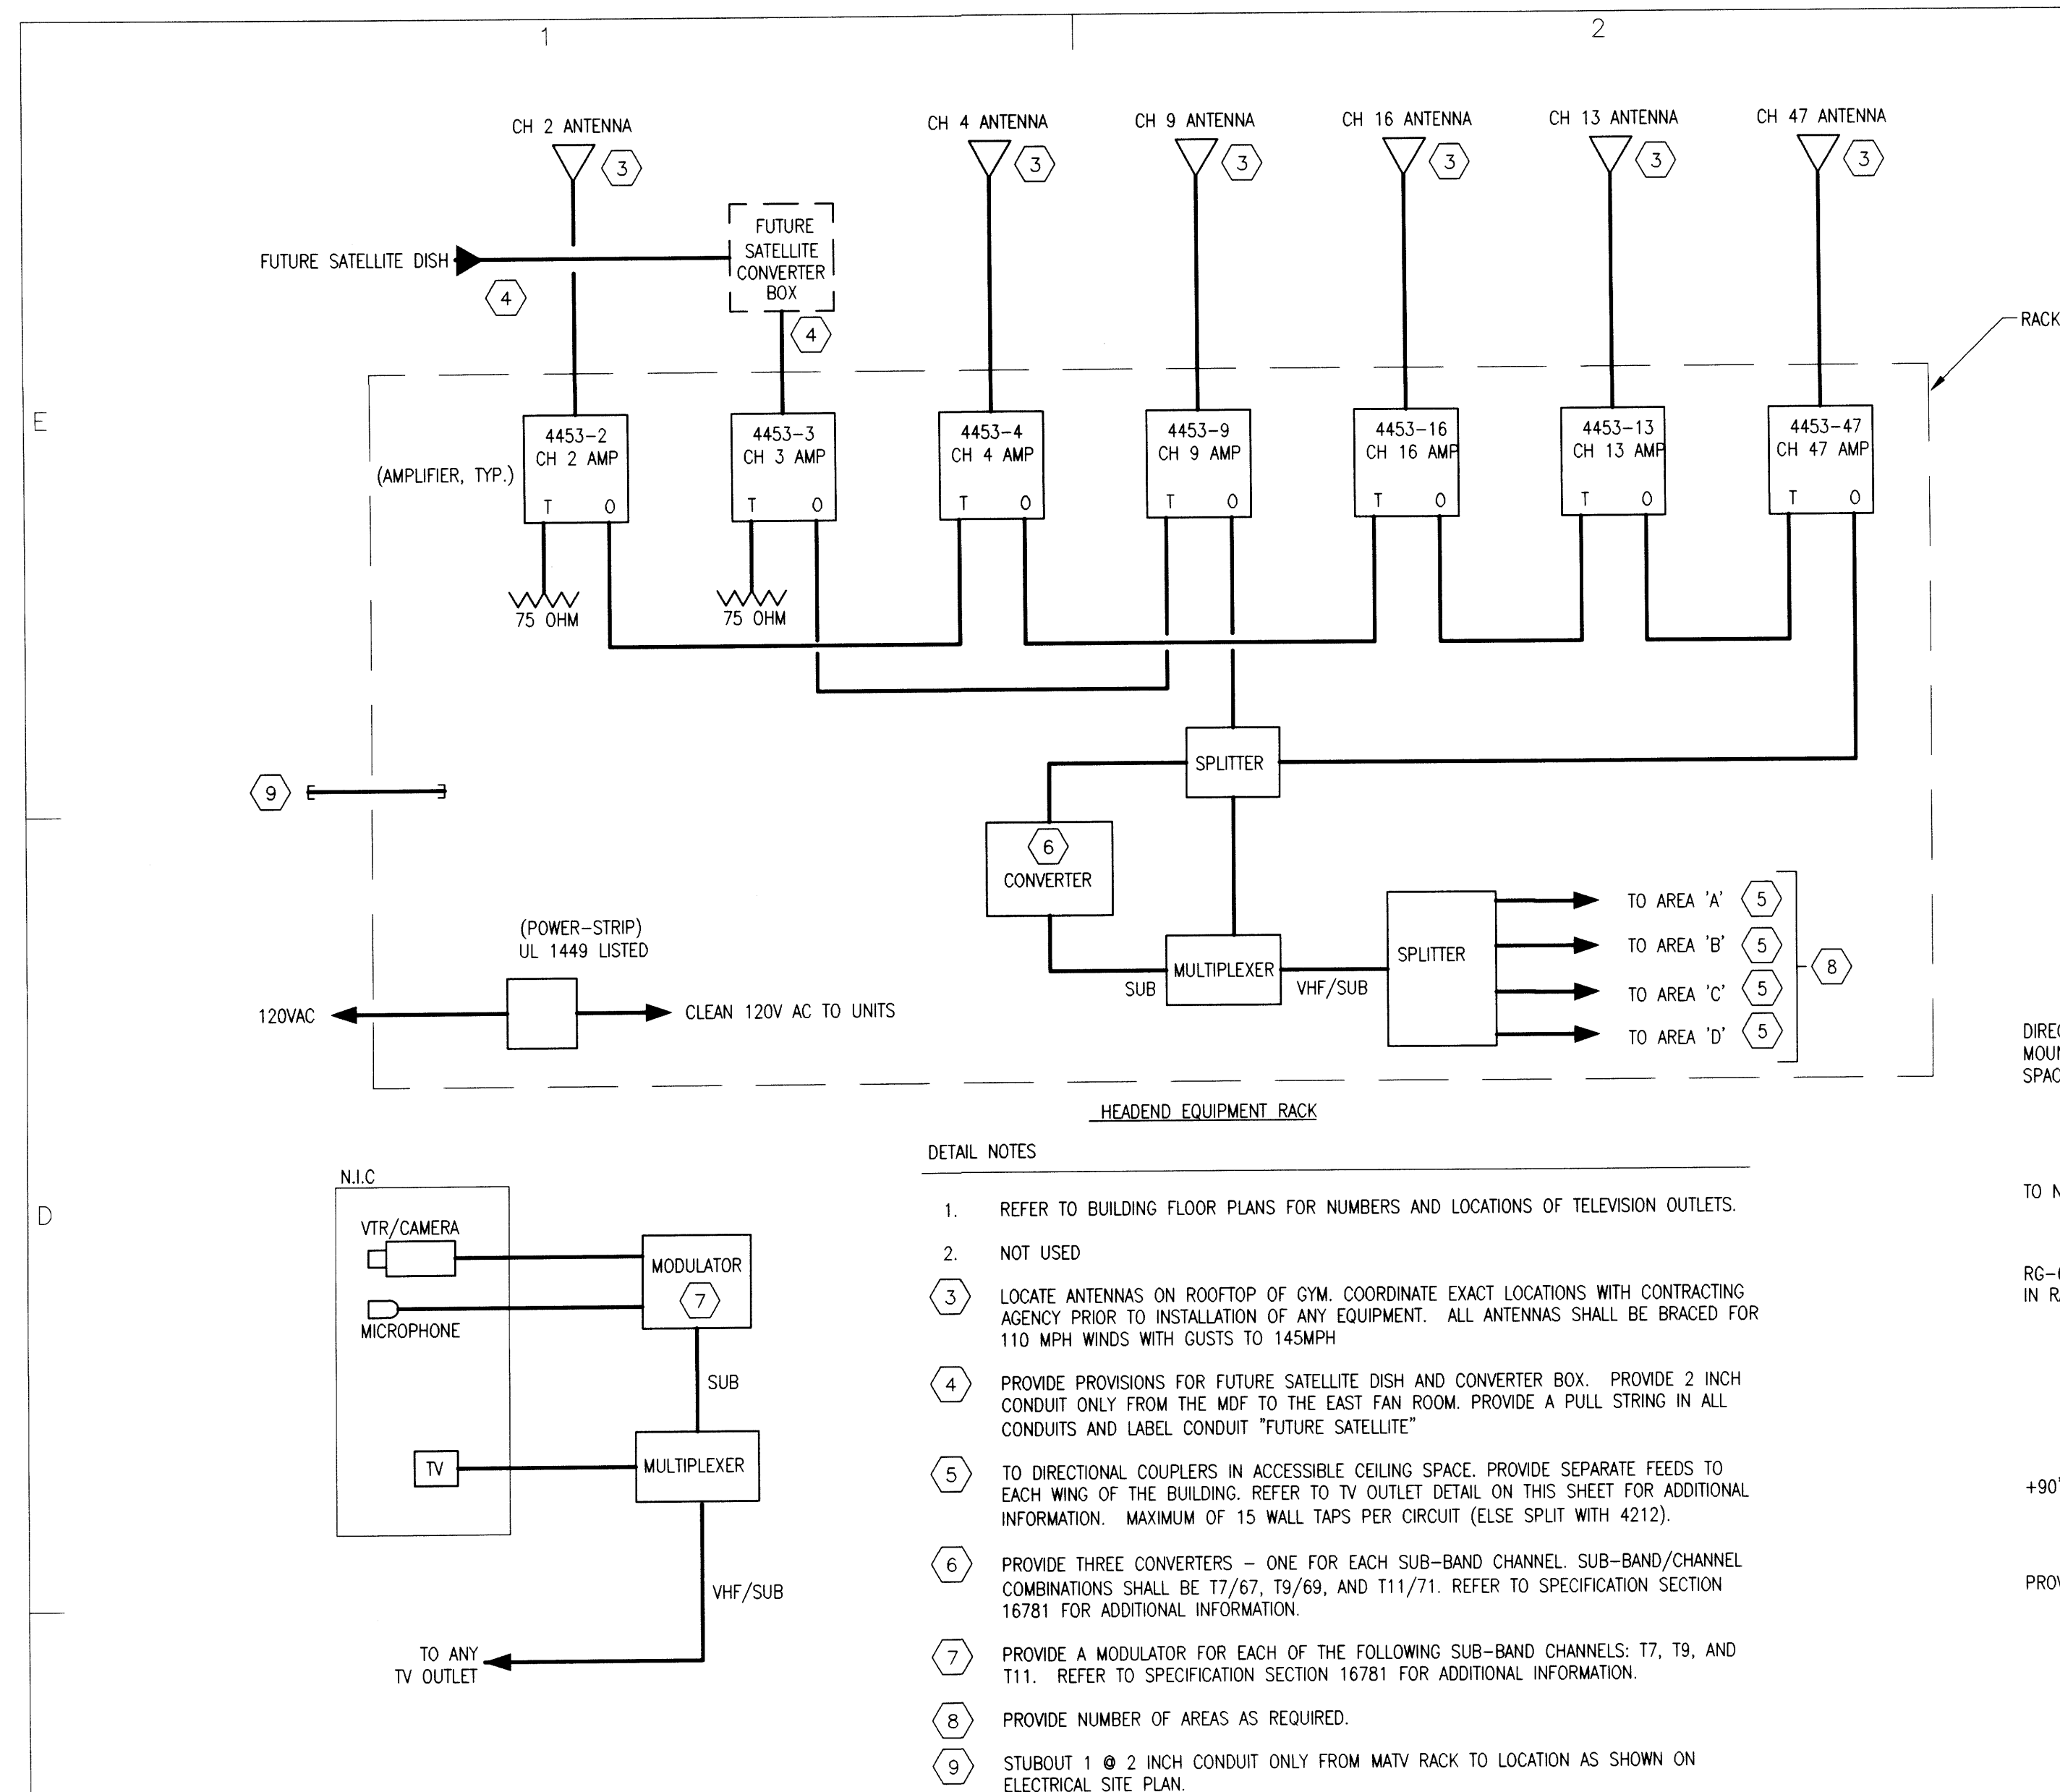 1
2
CH 2 ANTENNA
CH 4 ANTENNA
CH 9 ANTENNA
CH 16 ANTENNA
CH 13 ANTENNA
CH 47 ANTENNA
3
3
3
3
3
3
FUTURE
SATELLITE
CONVERTER
BOX
FUTURE SATELLITE DISH
4
4
RACK
E
4453-2
CH 2 AMP
T O
4453-3
CH 3 AMP
T O
4453-4
CH 4 AMP
T O
4453-9
CH 9 AMP
T O
4453-16
CH 16 AMP
T O
4453-13
CH 13 AMP
T O
4453-47
CH 47 AMP
T O
(AMPLIFIER, TYP.)
75 OHM
75 OHM
SPLITTER
9
6
CONVERTER
(POWER-STRIP)
UL 1449 LISTED
120VAC
CLEAN 120V AC TO UNITS
SUB
MULTIPLEXER
VHF/SUB
SPLITTER
TO AREA 'A' 5
TO AREA 'B' 5
TO AREA 'C' 5
TO AREA 'D' 5
8
HEADEND EQUIPMENT RACK
D
N.I.C
VTR/CAMERA
MICROPHONE
MODULATOR
7
SUB
TV
MULTIPLEXER
VHF/SUB
TO ANY
TV OUTLET
DETAIL NOTES
1. REFER TO BUILDING FLOOR PLANS FOR NUMBERS AND LOCATIONS OF TELEVISION OUTLETS.
2. NOT USED
3 LOCATE ANTENNAS ON ROOFTOP OF GYM. COORDINATE EXACT LOCATIONS WITH CONTRACTING
AGENCY PRIOR TO INSTALLATION OF ANY EQUIPMENT. ALL ANTENNAS SHALL BE BRACED FOR
110 MPH WINDS WITH GUSTS TO 145MPH
4 PROVIDE PROVISIONS FOR FUTURE SATELLITE DISH AND CONVERTER BOX. PROVIDE 2 INCH
CONDUIT ONLY FROM THE MDF TO THE EAST FAN ROOM. PROVIDE A PULL STRING IN ALL
CONDUITS AND LABEL CONDUIT "FUTURE SATELLITE"
5 TO DIRECTIONAL COUPLERS IN ACCESSIBLE CEILING SPACE. PROVIDE SEPARATE FEEDS TO
EACH WING OF THE BUILDING. REFER TO TV OUTLET DETAIL ON THIS SHEET FOR ADDITIONAL
INFORMATION. MAXIMUM OF 15 WALL TAPS PER CIRCUIT (ELSE SPLIT WITH 4212).
6 PROVIDE THREE CONVERTERS - ONE FOR EACH SUB-BAND CHANNEL. SUB-BAND/CHANNEL
COMBINATIONS SHALL BE T7/67, T9/69, AND T11/71. REFER TO SPECIFICATION SECTION
16781 FOR ADDITIONAL INFORMATION.
7 PROVIDE A MODULATOR FOR EACH OF THE FOLLOWING SUB-BAND CHANNELS: T7, T9, AND
T11. REFER TO SPECIFICATION SECTION 16781 FOR ADDITIONAL INFORMATION.
8 PROVIDE NUMBER OF AREAS AS REQUIRED.
9 STUBOUT 1 @ 2 INCH CONDUIT ONLY FROM MATV RACK TO LOCATION AS SHOWN ON
ELECTRICAL SITE PLAN.
TO
IN
+90"